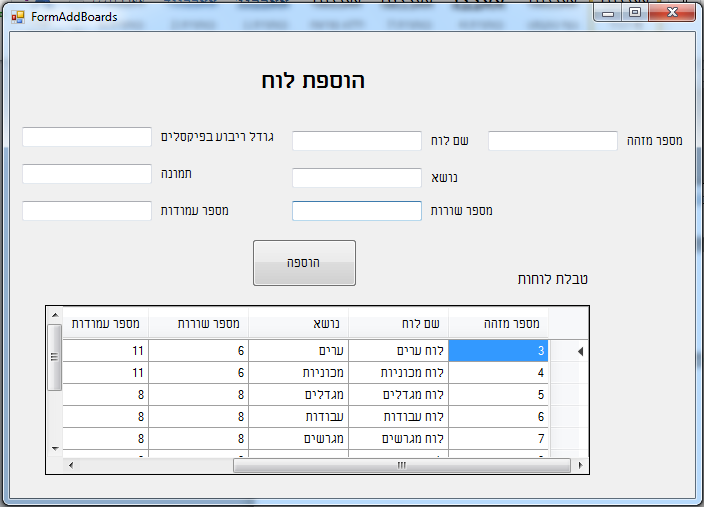 FormAddBoards
הוספת לוח
מספר מזהה
שם לוח
גודל ריבוע בפיקסלים
נושא
תמונה
מספר שורות
מספר עמודות
הוספה
טבלת לוחות
מספר מזהה שם לוח נושא מספר שורות מספר עמודות
3 לוח ערים ערים 6 11
4 לוח מכוניות מכוניות 6 11
5 לוח מגדלים מגדלים 8 8
6 לוח עבודות עבודות 8 8
7 לוח מגרשים מגרשים 8 8